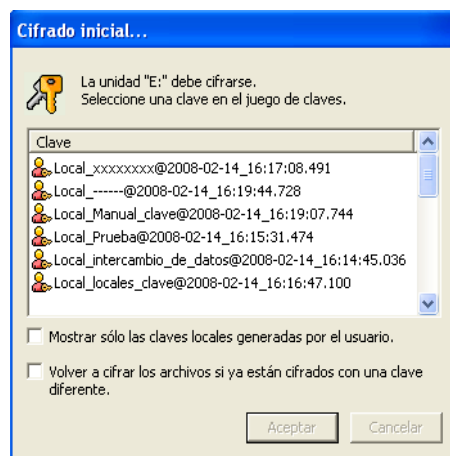 Cifrado inicial...
La unidad "E:" debe cifrarse.
Seleccione una clave en el juego de claves.
Clave
Local_xxxxxxxx@2008-02-14_16:17:08.491
Local_------@2008-02-14_16:19:44.728
Local_Manual_clave@2008-02-14_16:19:07.744
Local_Prueba@2008-02-14_16:15:31.474
Local_intercambio_de_datos@2008-02-14_16:14:45.036
Local_locales_clave@2008-02-14_16:16:47.100
Mostrar sólo las claves locales generadas por el usuario.
Volver a cifrar los archivos si ya están cifrados con una clave
diferente.
Aceptar Cancelar